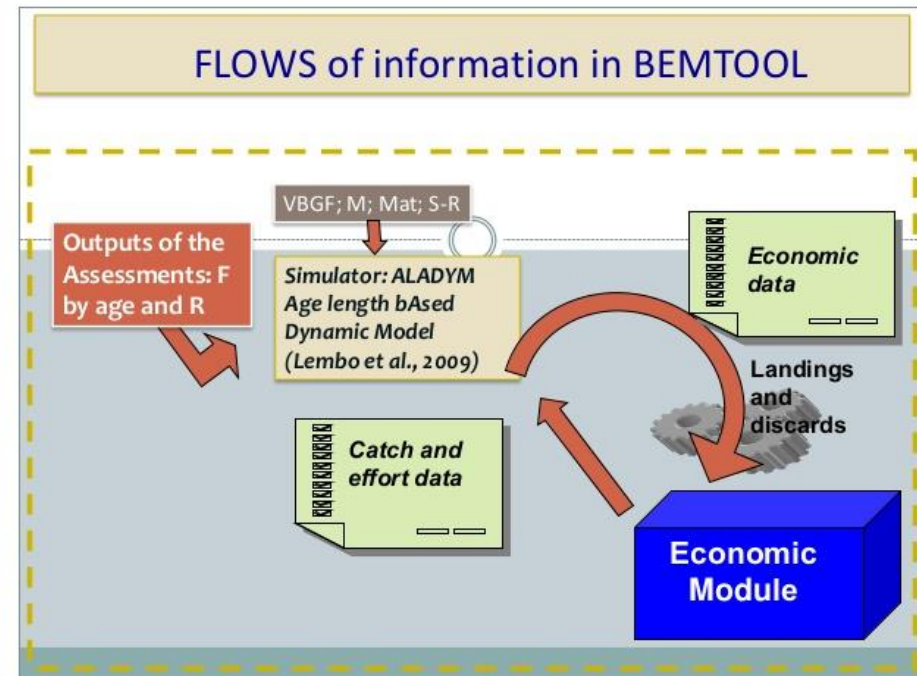 FLOWS of information in BEMTOOL
VBGF; M; Mat; S-R
Outputs of the
Assessments: F
by age and R
Simulator: ALADYM
Age length bAsed
Dynamic Model
(Lembo et al., 2009)
Economic
data
Landings
and
discards
Catch and
effort data
Economic
Module